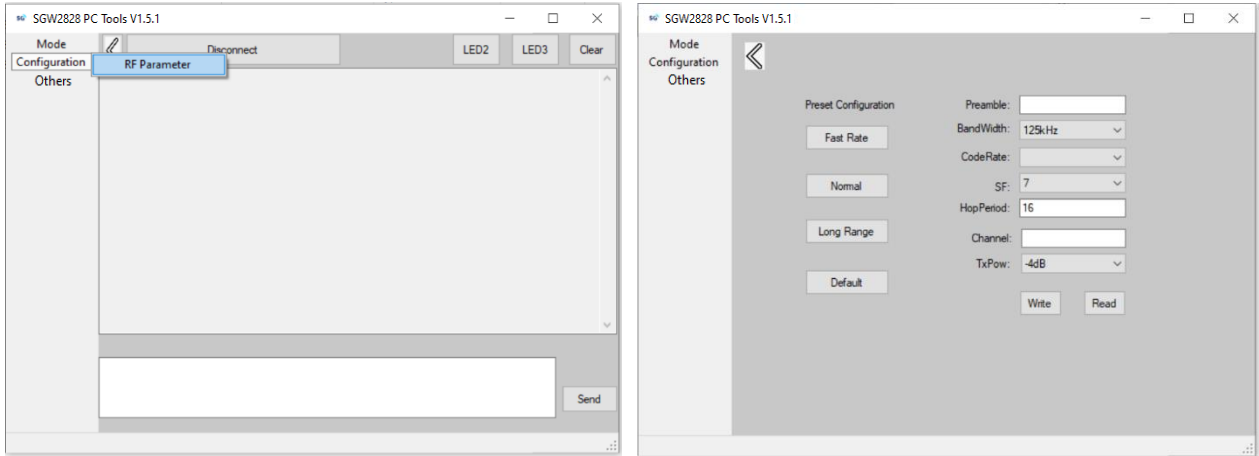 SGW2828 PC Tools V1.5.1
Mode
Configuration
Others
RF Parameter
Disconnect
LED2
LED3
Clear
Send
SGW2828 PC Tools V1.5.1
Mode
Configuration
Others
Preset Configuration
Fast Rate
Normal
Long Range
Default
Preamble:
BandWidth: 125kHz
CodeRate:
SF: 7
HopPeriod: 16
Channel:
TxPow: -4dB
Write
Read